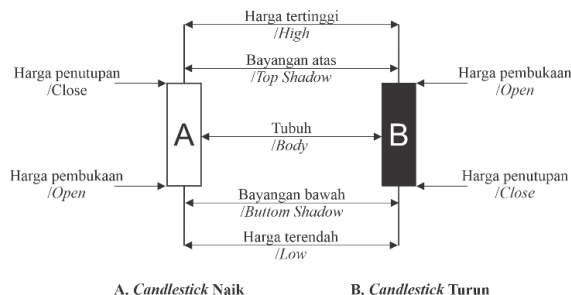 Harga tertinggi
/High
Bayangan atas
/Top Shadow
Harga penutupan
/Close
Harga pembukaan
/Open
A
Tubuh
/Body
B
Harga pembukaan
/Open
Harga penutupan
/Close
Bayangan bawah
/Buttom Shadow
Harga terendah
/Low
A. Candlestick Naik
B. Candlestick Turun